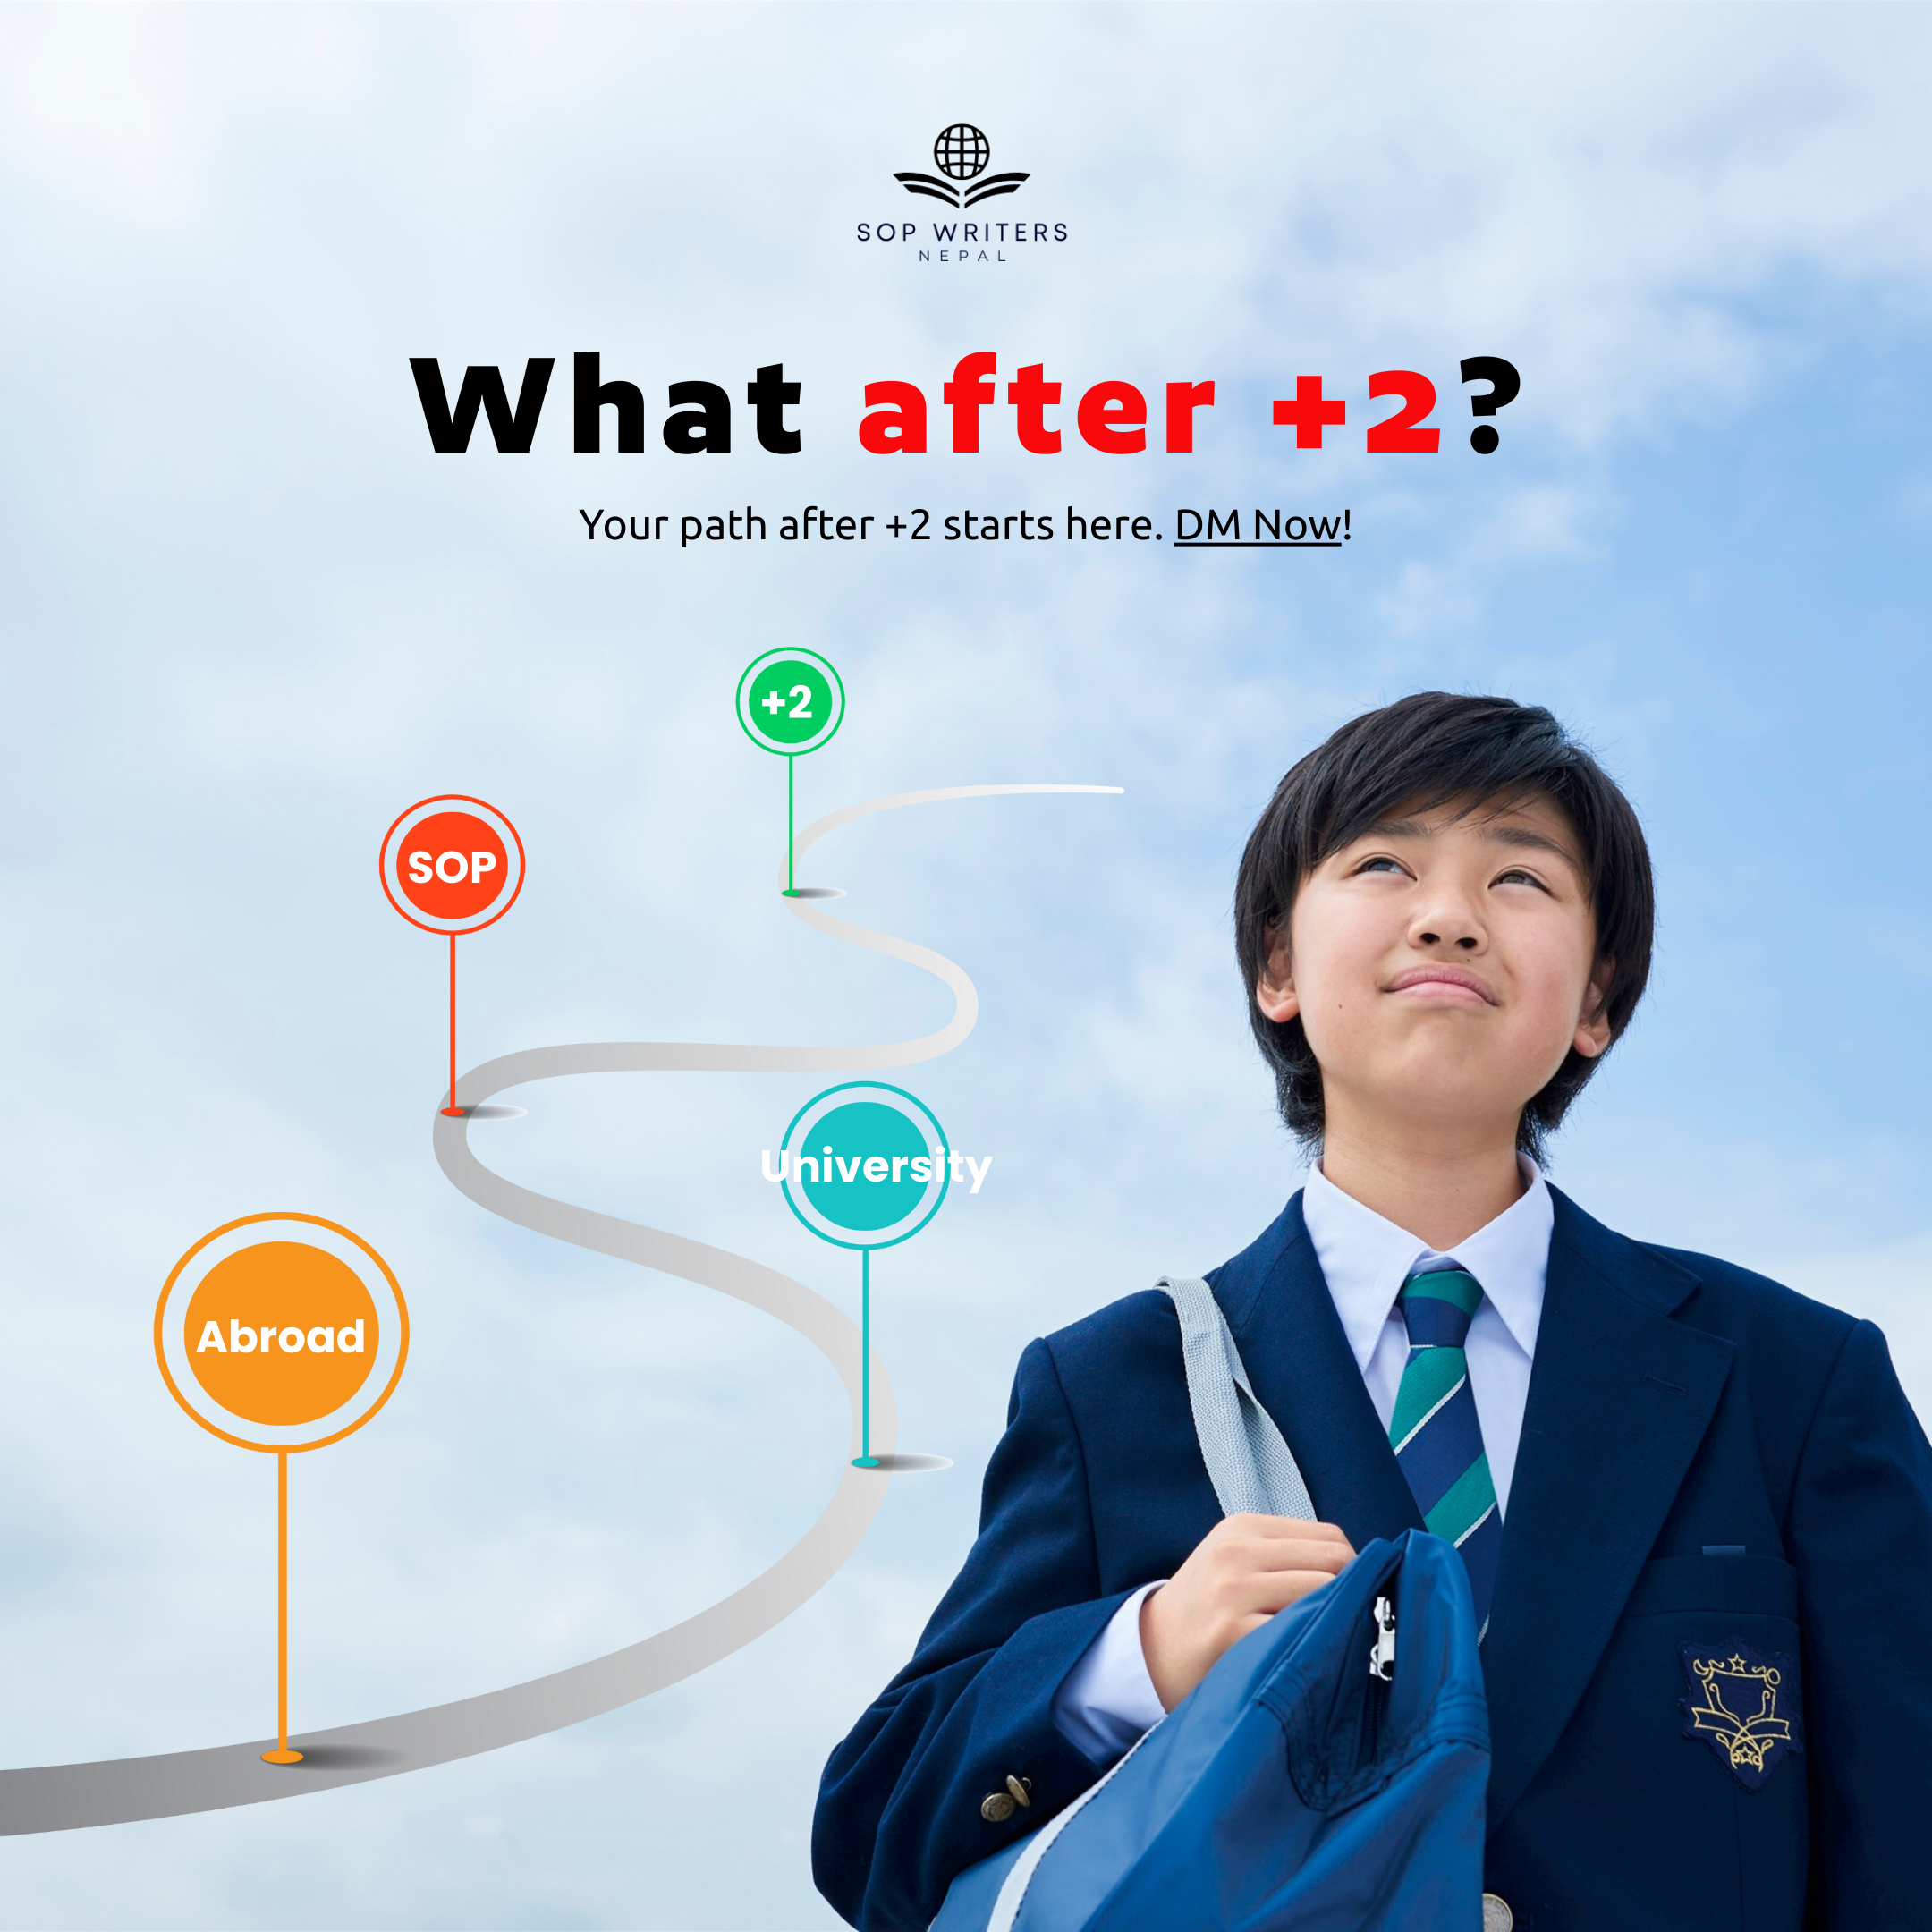 SOP WRITERS
NEPAL
What after +2?
Your path after +2 starts here. DM Now!
+2
SOP
University
Abroad